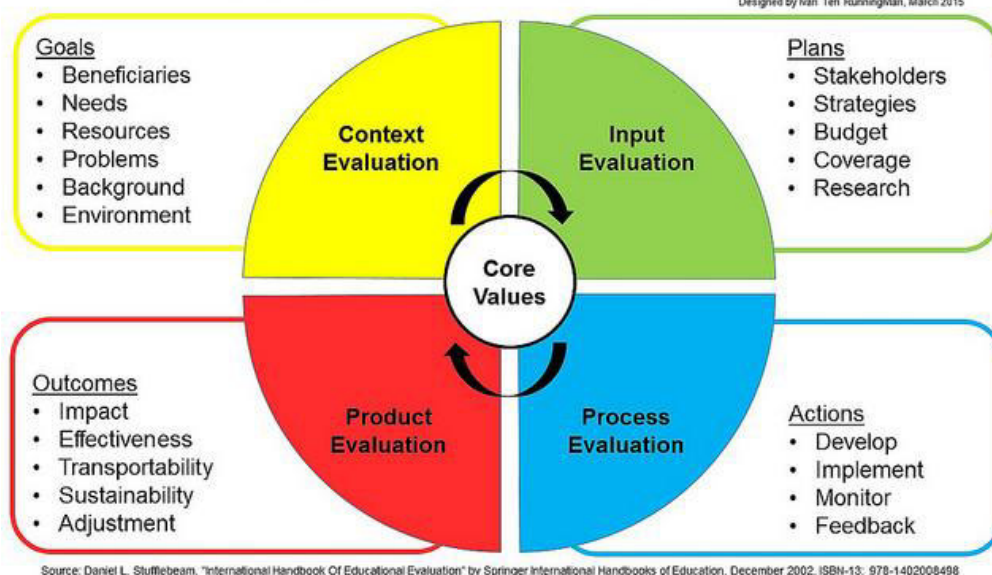 Designed by Ivan Teh RunningMan, March 2015
Goals
• Beneficiaries
• Needs
• Resources
• Problems
• Background
• Environment
Context
Evaluation
Input
Evaluation
Plans
• Stakeholders
• Strategies
• Budget
• Coverage
• Research
Core
Values
Outcomes
• Impact
• Effectiveness
• Transportability
• Sustainability
• Adjustment
Product
Evaluation
Process
Evaluation
Actions
• Develop
• Implement
• Monitor
• Feedback
Source: Daniel L. Stufflebeam. "International Handbook Of Educational Evaluation" by Springer International Handbooks of Education, December 2002. ISBN-13: 978-1402008498